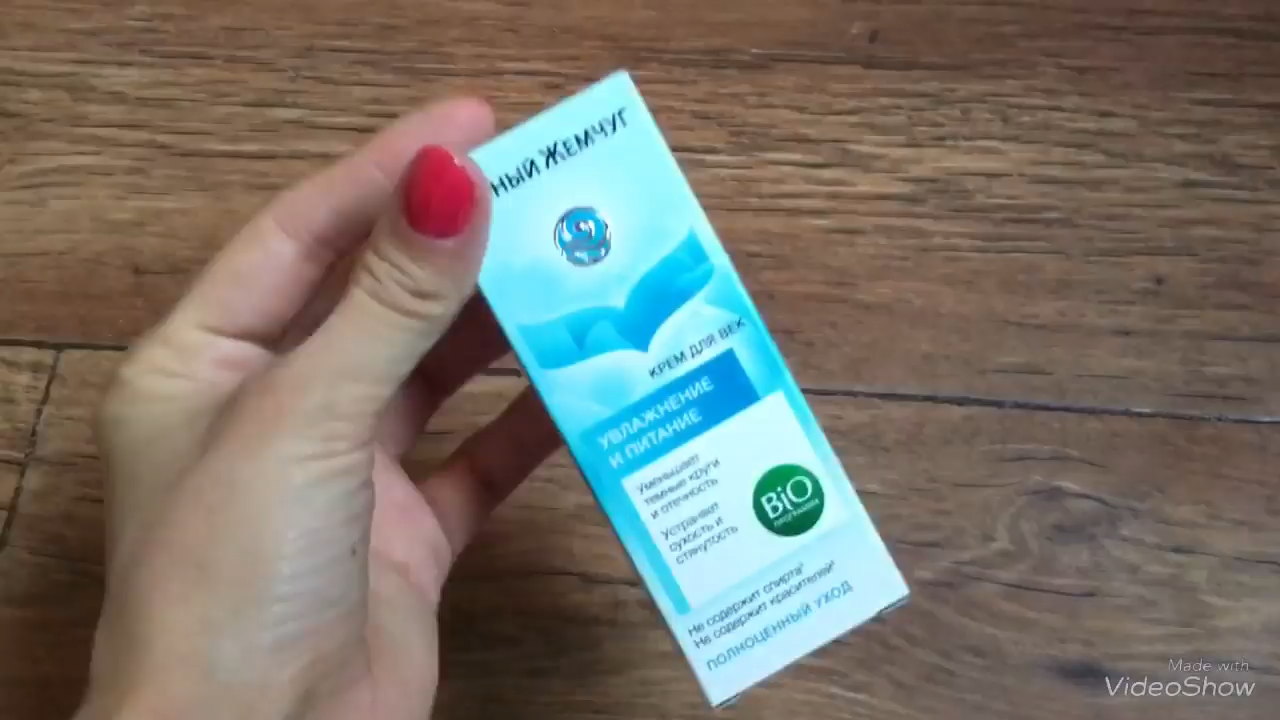 НЫЙ ЖЕМЧУГ
КРЕМ ДЛЯ ВЕК
УВЛАЖНЕНИЕ
И ПИТАНИЕ
Уменьшает
темные круги
и отечность
Устраняет
сухость и
стянутость
BiO
ПРОГРАММА
Не содержит спирта*
Не содержит красителей*
ПОЛНОЦЕННЫЙ УХОД
Made with
VideoShow